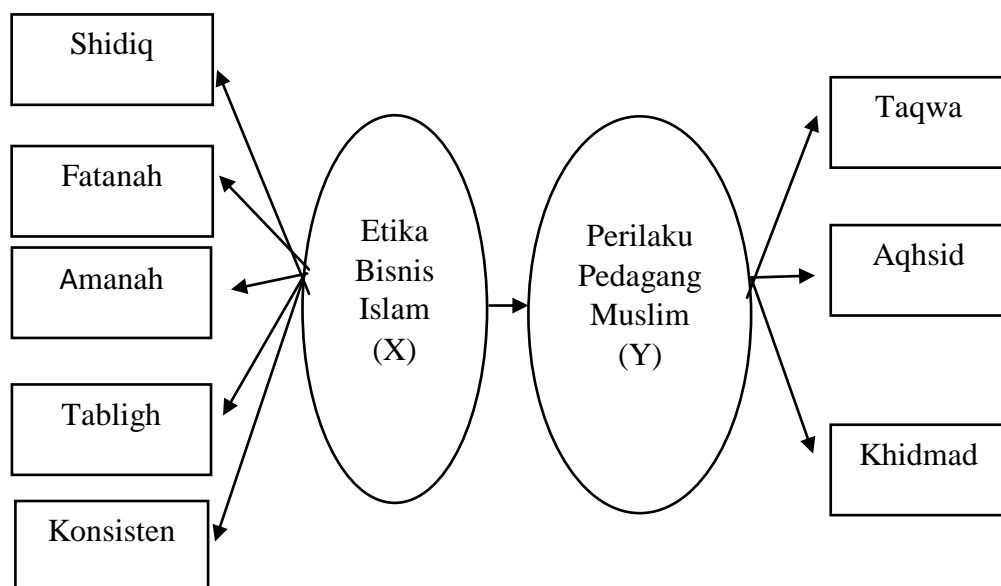 Shidiq
Fatanah
Amanah
Tabligh
Konsisten
Etika
Bisnis
Islam
(X)
Perilaku
Pedagang
Muslim
(Y)
Taqwa
Aqhsid
Khidmad